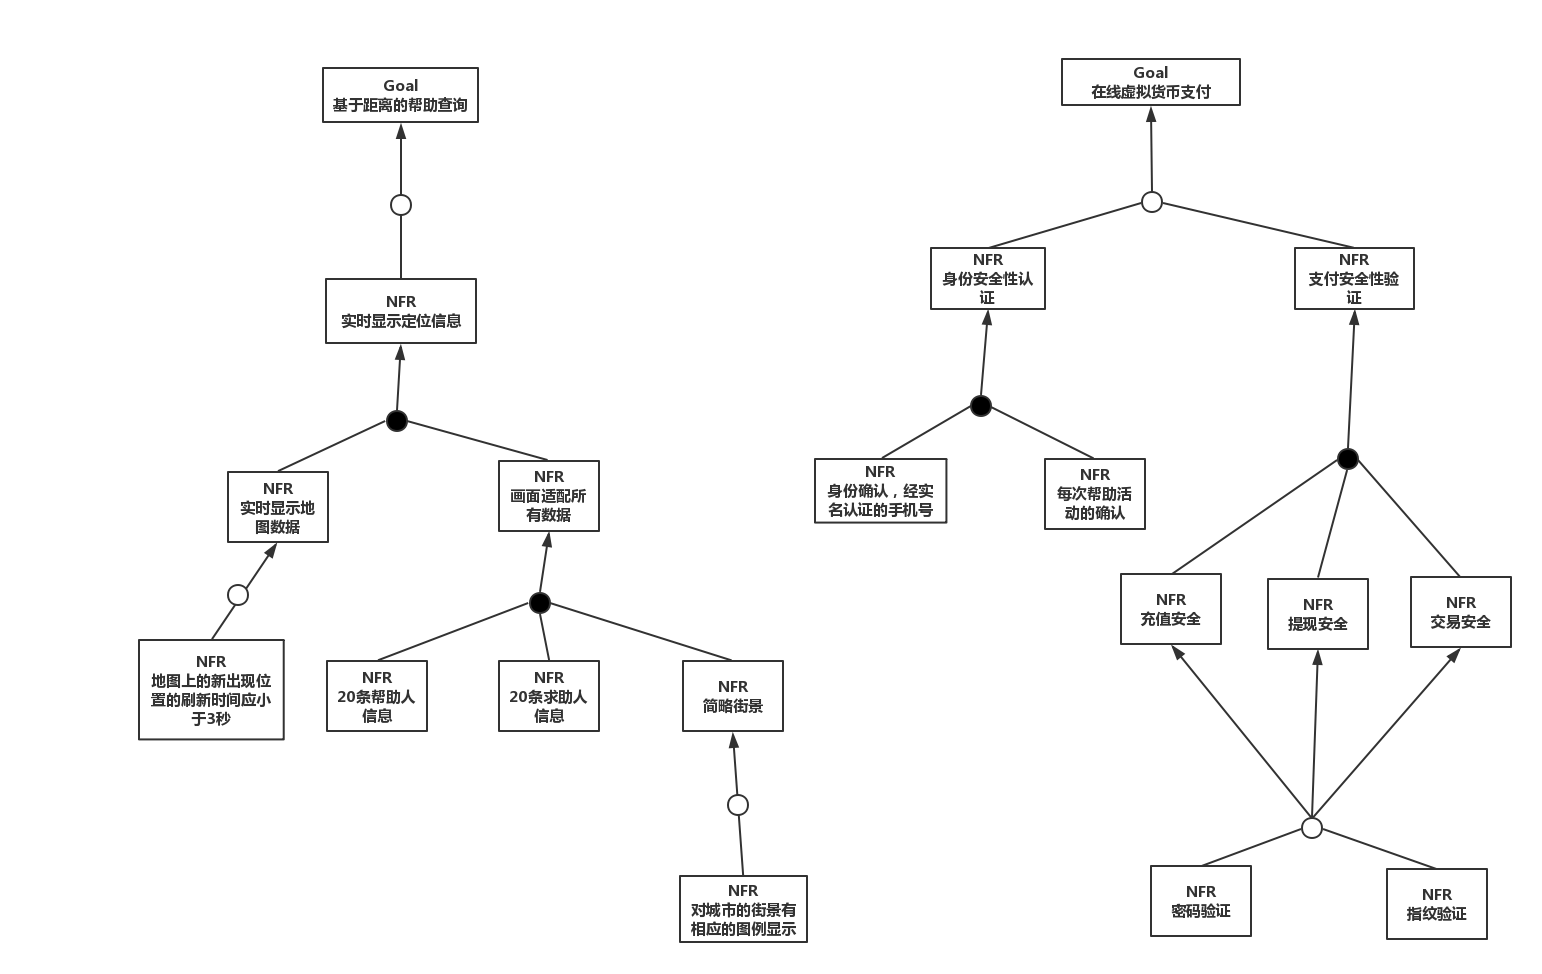 Goal
基于距离的帮助查询
NFR
实时显示定位信息
NFR
实时显示地
图数据
NFR
画面适配所
有数据
NFR
地图上的新出现位
置的刷新时间应小
于3秒
NFR
20条帮助人
信息
NFR
20条求助人
信息
NFR
简略街景
NFR
对城市的街景有
相应的图例显示
Goal
在线虚拟货币支付
NFR
身份安全性认
证
NFR
支付安全性验
证
NFR
身份确认，经实
名认证的手机号
NFR
每次帮助活
动的确认
NFR
充值安全
NFR
提现安全
NFR
交易安全
NFR
密码验证
NFR
指纹验证